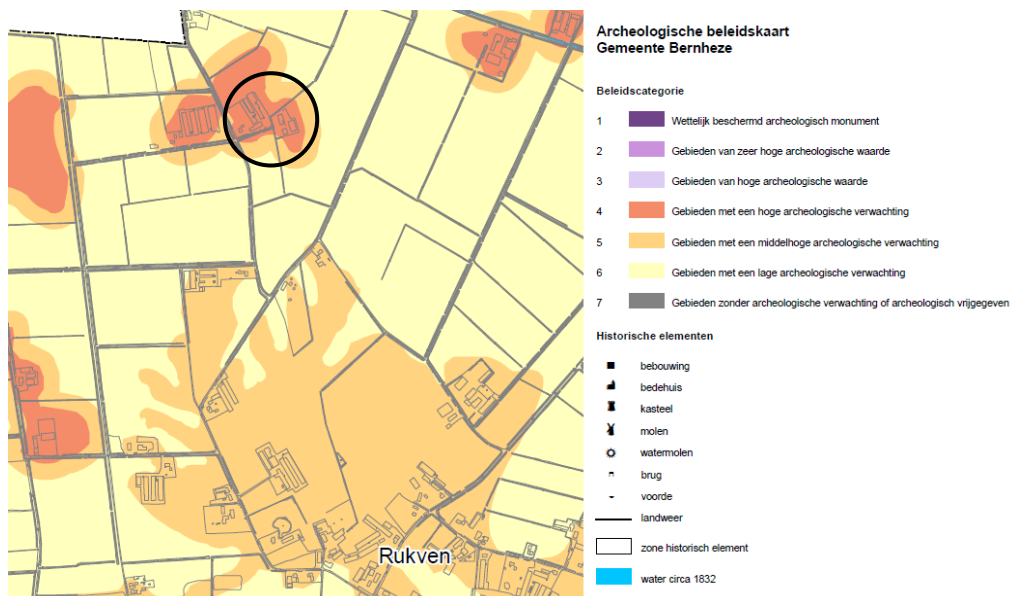 Archeologische beleidskaart
Gemeente Bernheze
Beleidscategorie
1 Wettelijk beschermd archeologisch monument
2 Gebieden van zeer hoge archeologische waarde
3 Gebieden van hoge archeologische waarde
4 Gebieden met een hoge archeologische verwachting
5 Gebieden met een middelhoge archeologische verwachting
6 Gebieden met een lage archeologische verwachting
7 Gebieden zonder archeologische verwachting of archeologisch vrijgegeven
Historische elementen
bebouwing
bedehuis
kasteel
molen
watermolen
brug
voorde
landweer
zone historisch element
water circa 1832
Rukven